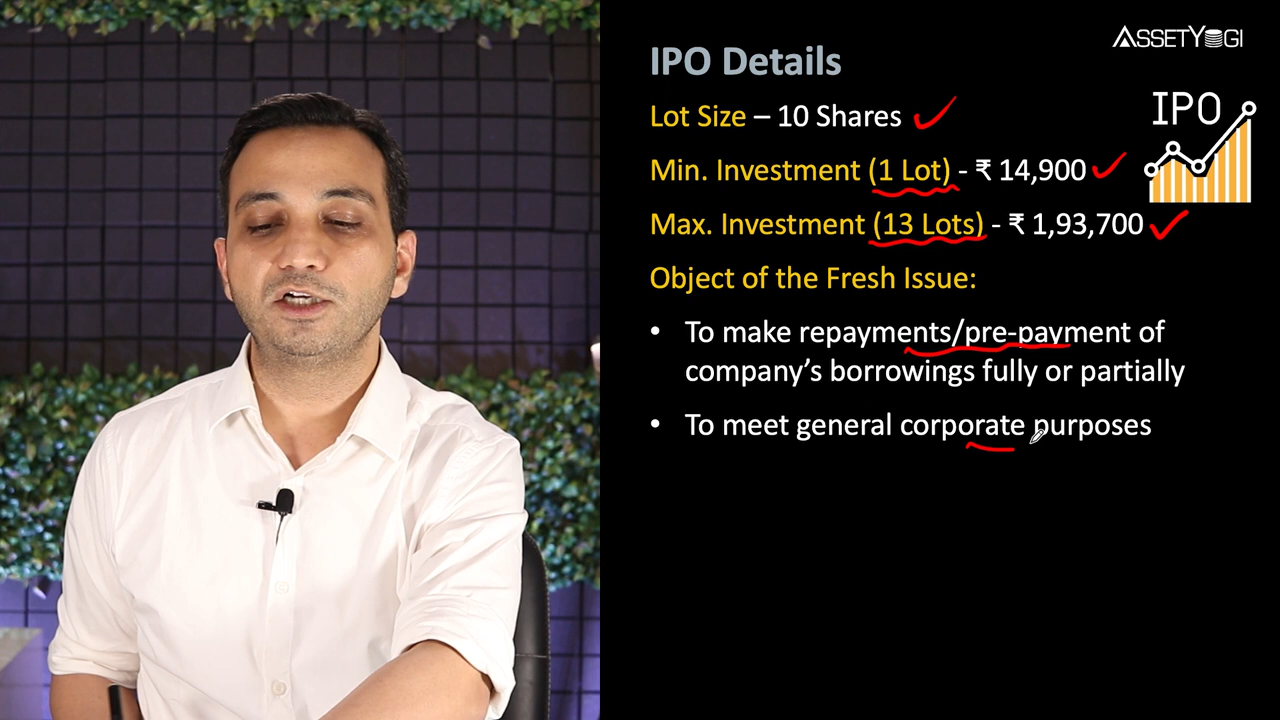 ASSETYOGI
IPO Details
Lot Size – 10 Shares
IPO
Min. Investment (1 Lot) - ₹ 14,900
Max. Investment (13 Lots) - ₹ 1,93,700
Object of the Fresh Issue:
• To make repayments/pre-payment of
company’s borrowings fully or partially
• To meet general corporate purposes